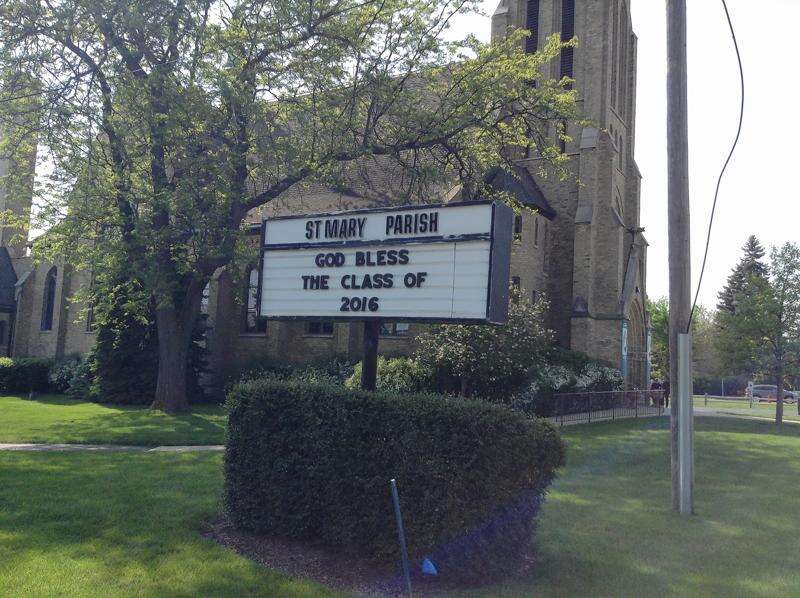 ST MARY PARISH
GOD BLESS
THE CLASS OF
2016